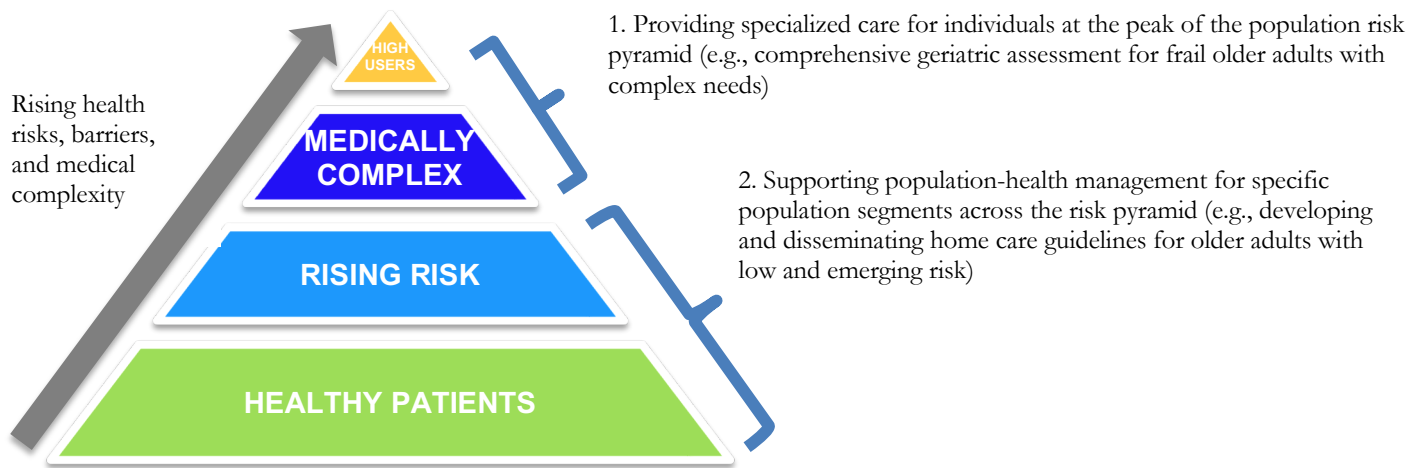 HIGH
USERS
1. Providing specialized care for individuals at the peak of the population risk
pyramid (e.g., comprehensive geriatric assessment for frail older adults with
complex needs)
Rising health
risks, barriers,
and medical
complexity
MEDICALLY
COMPLEX
2. Supporting population-health management for specific
population segments across the risk pyramid (e.g., developing
and disseminating home care guidelines for older adults with
low and emerging risk)
RISING RISK
HEALTHY PATIENTS